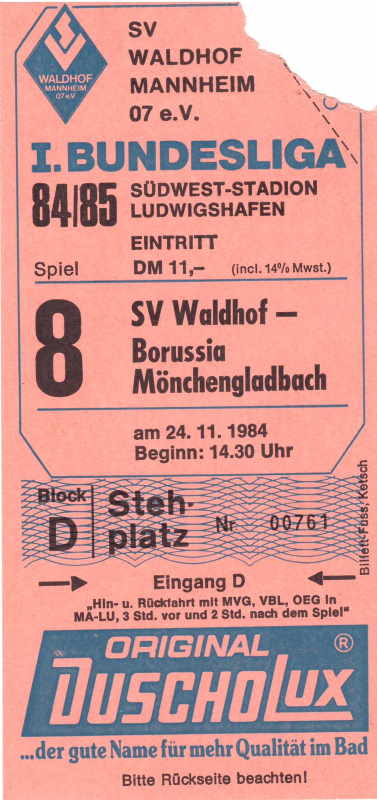 WALDHOF
MANNHEIM
07 e.V
SV
WALDHOF
MANNHEIM
07 e.V.
I. BUNDESLIGA
84/85 SÜDWEST-STADION
LUDWIGSHAFEN
EINTRITT
Spiel DM 11,– (incl. 14% Mwst.)
8 SV Waldhof –
Borussia
Mönchengladbach
am 24. 11. 1984
Beginn: 14.30 Uhr
Block
D
Steh-
platz
Nr 00761
Billett-Fuss, Ketsch
Eingang D
„Hin- u. Rückfahrt mit MVG, VBL, OEG in
MA-LU, 3 Std. vor und 2 Std. nach dem Spiel“
ORIGINAL ®
DUSCHOLUX
...der gute Name für mehr Qualität im Bad
Bitte Rückseite beachten!